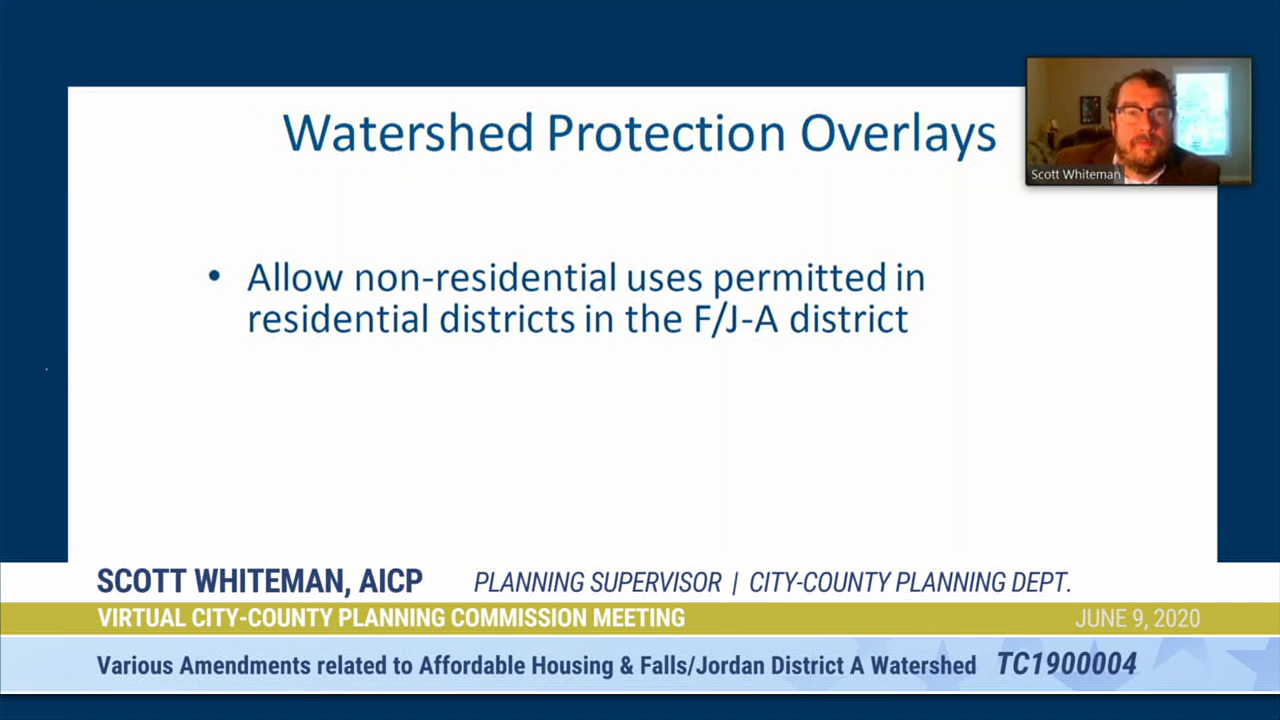 Watershed Protection Overlays
Scott Whiteman
• Allow non-residential uses permitted in
residential districts in the F/J-A district
SCOTT WHITEMAN, AICP PLANNING SUPERVISOR | CITY-COUNTY PLANNING DEPT.
VIRTUAL CITY-COUNTY PLANNING COMMISSION MEETING JUNE 9, 2020
Various Amendments related to Affordable Housing & Falls/Jordan District A Watershed TC1900004